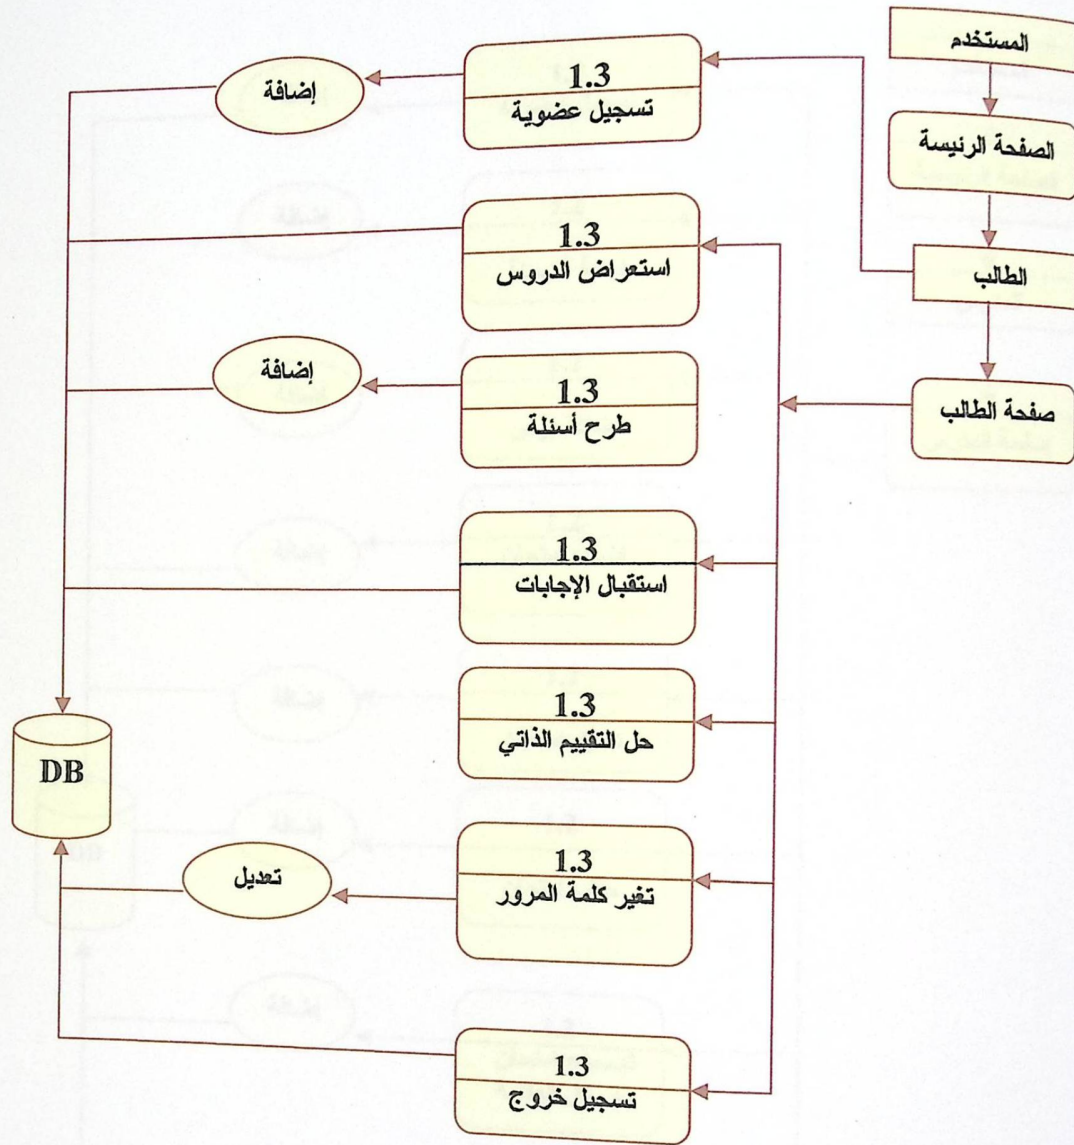 المستخدم
الصفحة الرئيسة
الطالب
صفحة الطالب
1.3
تسجيل عضوية
إضافة
1.3
استعراض الدروس
1.3
طرح أسئلة
إضافة
1.3
استقبال الإجابات
1.3
حل التقييم الذاتي
1.3
تغير كلمة المرور
تعديل
1.3
تسجيل خروج
DB